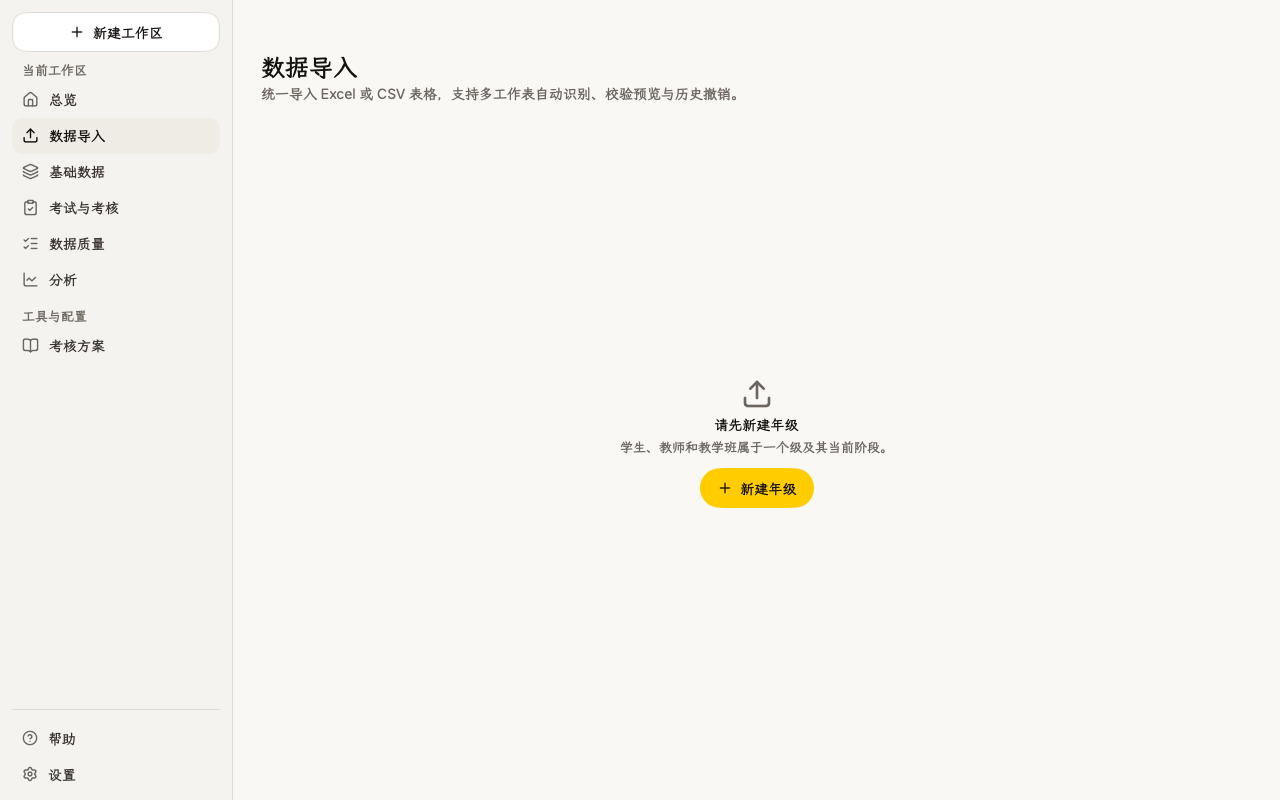 新建工作区
当前工作区
总览
数据导入
基础数据
考试与考核
数据质量
分析
工具与配置
考核方案
帮助
设置
数据导入
统一导入 Excel 或 CSV 表格，支持多工作表自动识别、校验预览与历史撤销。
请先新建年级
学生、教师和教学班属于一个级及其当前阶段。
新建年级